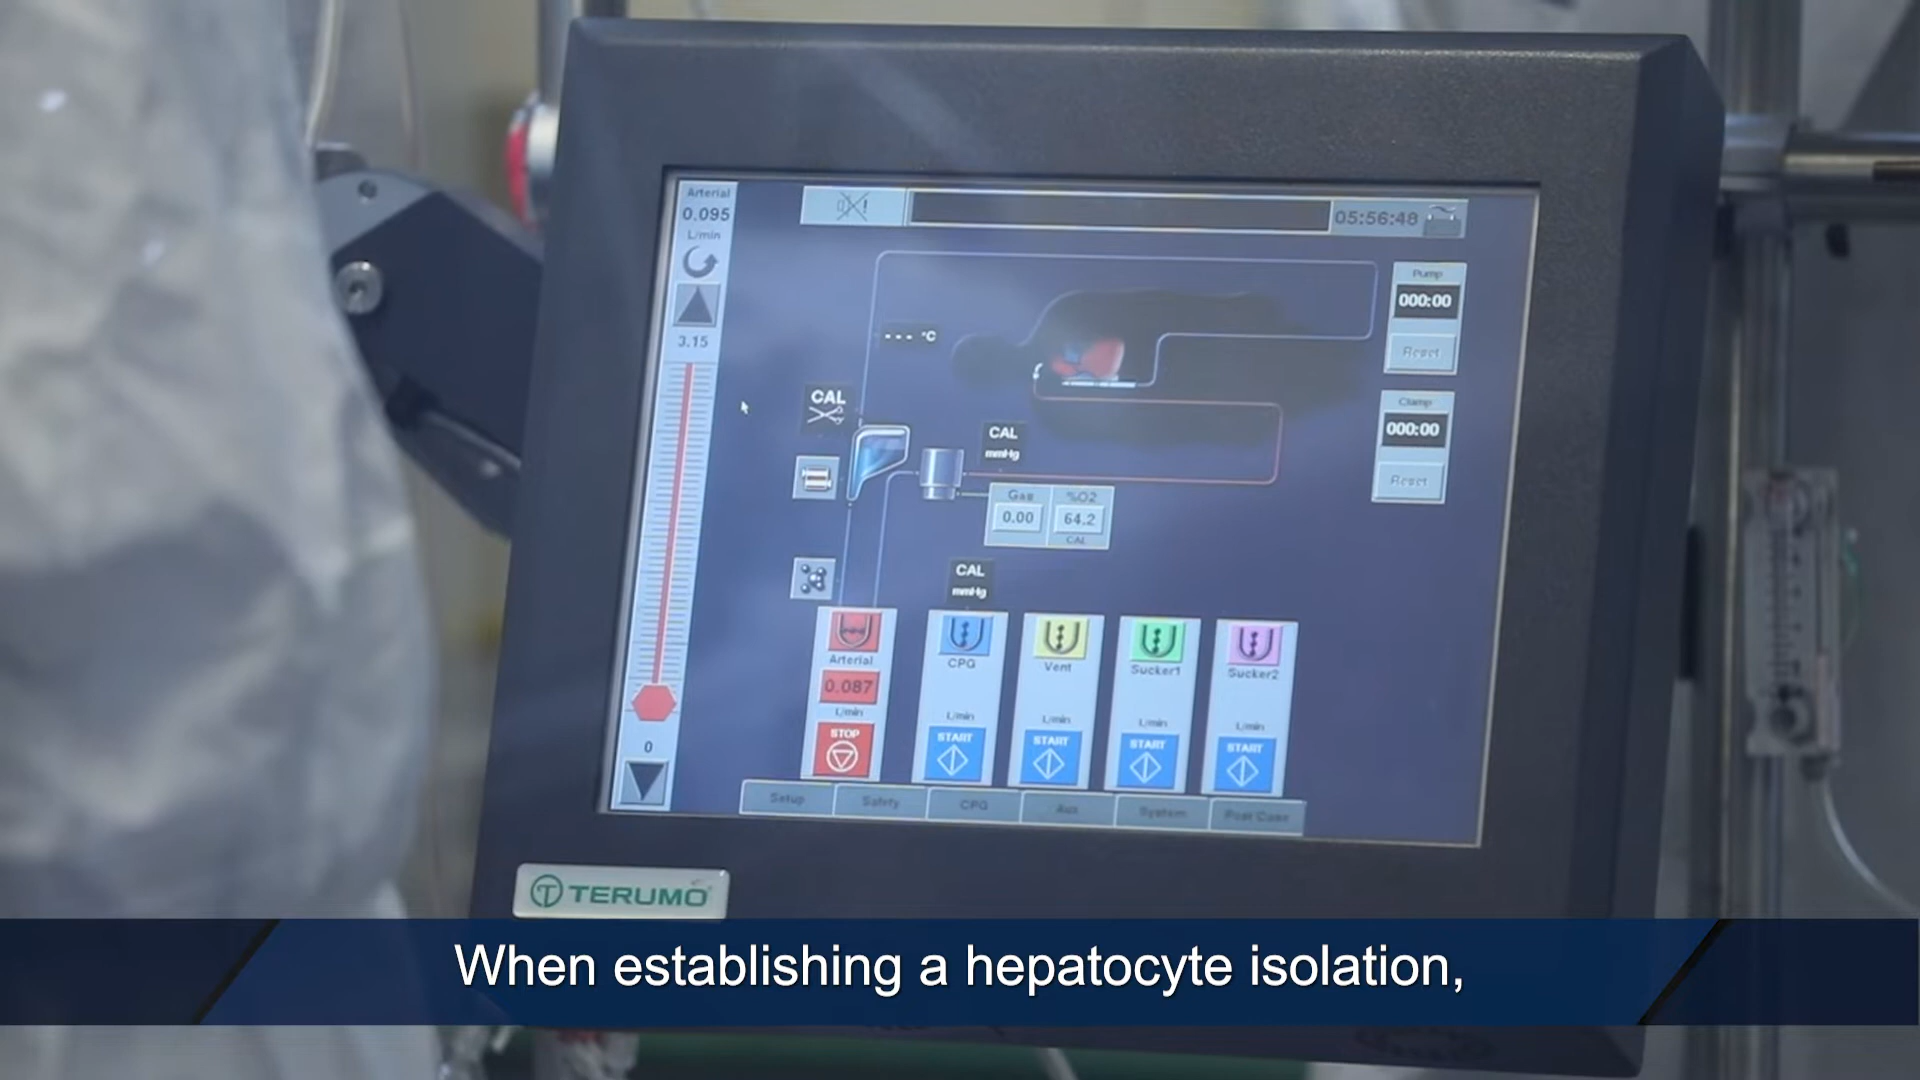 Arterial
0.095
L/min
3.15
0
!
05:56:48
Pump
000:00
Reset
Clamp
000:00
Reset
--- °C
CAL
CAL
mmHg
Gas
0.00
%O2
64.2
CAL
CAL
mmHg
Arterial
0.087
L/min
STOP
CPG
L/min
START
Vent
L/min
START
Sucker1
L/min
START
Sucker2
L/min
START
Setup
Safety
CPG
Aux
System
TERUMO
When establishing a hepatocyte isolation,